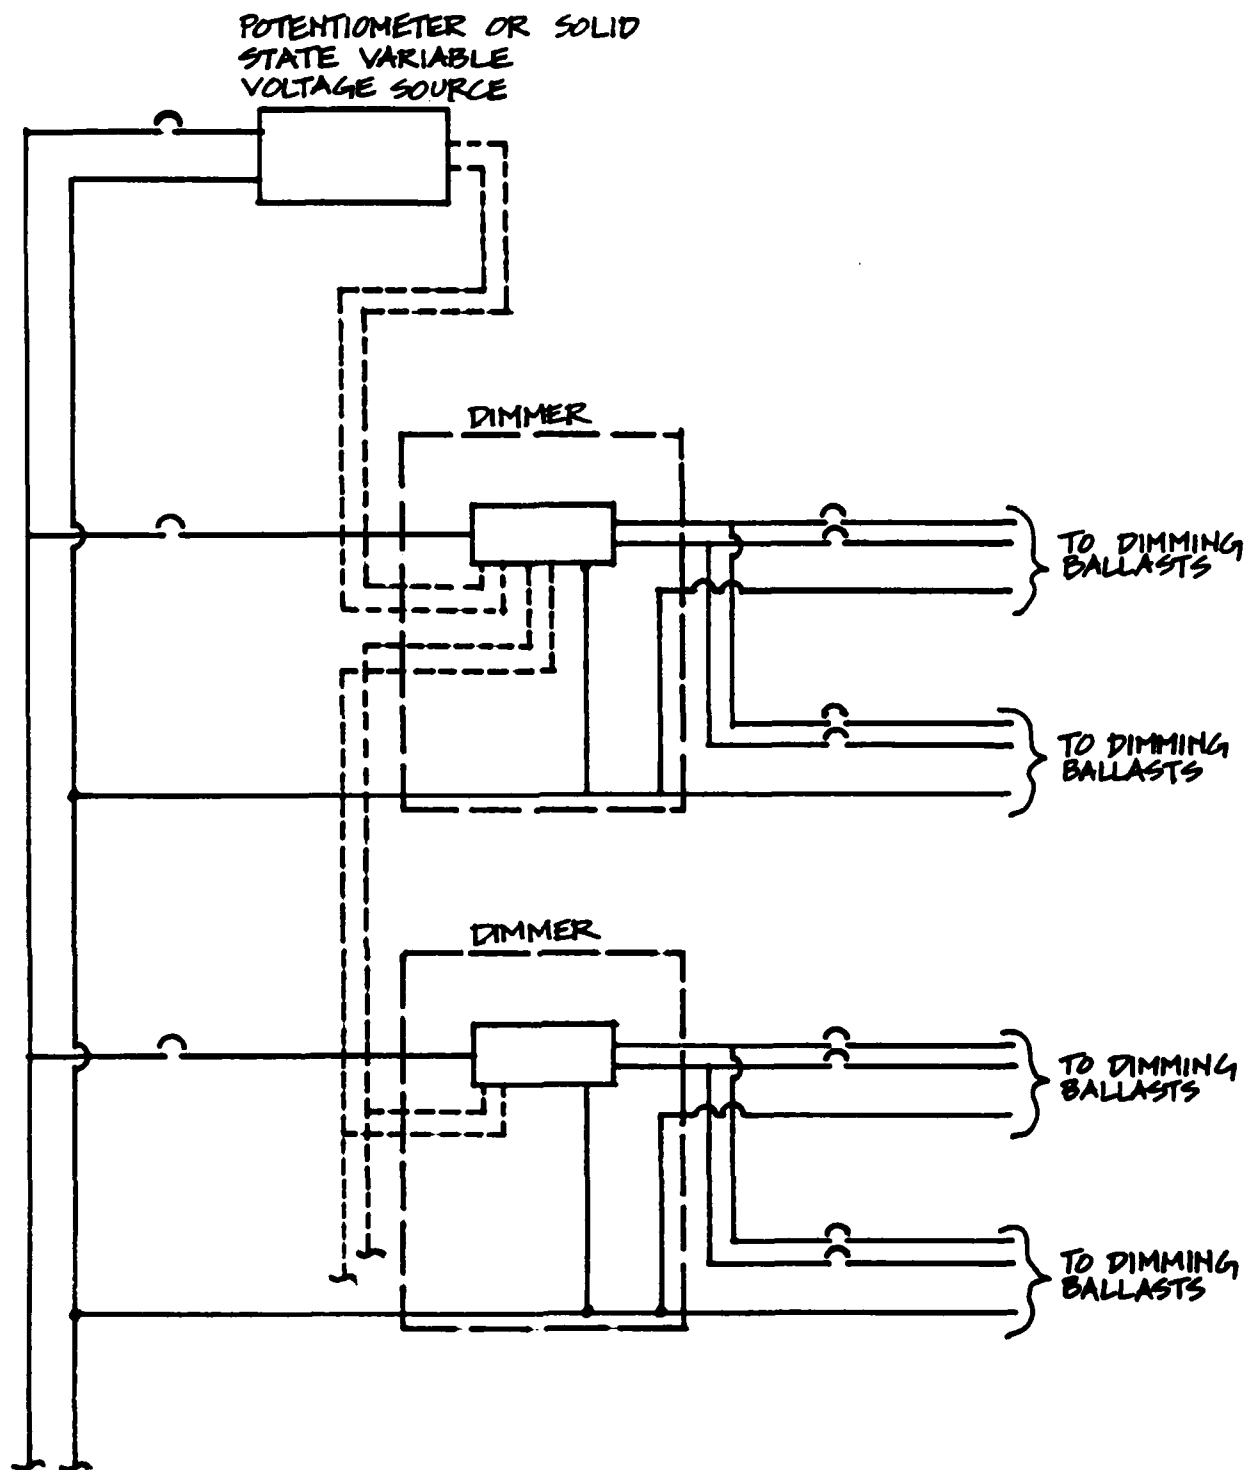 POTENTIOMETER OR SOLID
STATE VARIABLE
VOLTAGE SOURCE
DIMMER
TO DIMMING
BALLASTS
TO DIMMING
BALLASTS
DIMMER
TO DIMMING
BALLASTS
TO DIMMING
BALLASTS